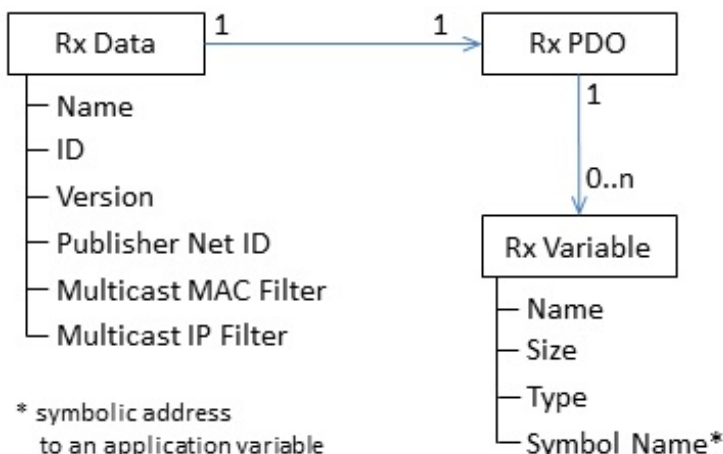 Rx Data
1
1
Rx PDO
Name
ID
Version
Publisher Net ID
Multicast MAC Filter
Multicast IP Filter
1
0..n
Rx Variable
Name
Size
Type
Symbol Name*
* symbolic address
to an application variable